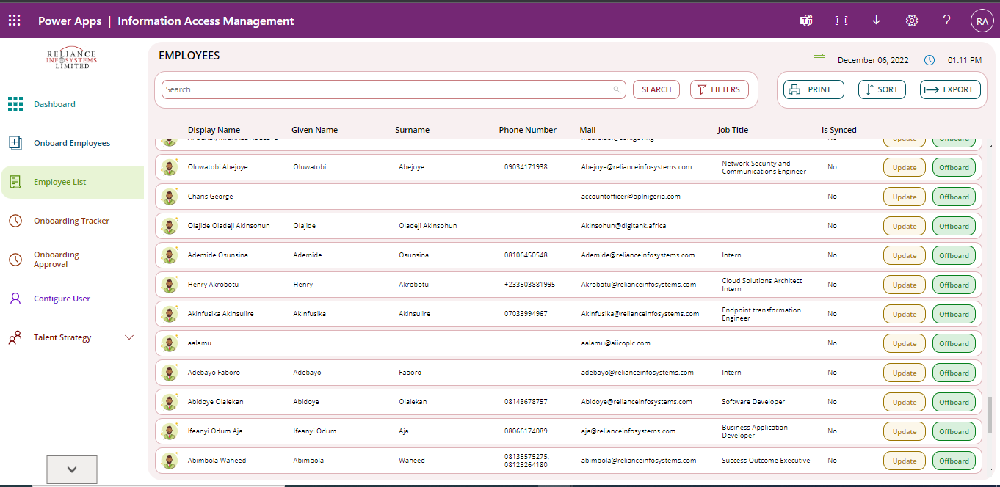 Power Apps | Information Access Management
RA
RELIANCE
INFOSYSTEMS
LIMITED
EMPLOYEES
December 06, 2022
01:11 PM
Search
SEARCH
FILTERS
PRINT
SORT
EXPORT
Dashboard
Onboard Employees
Employee List
Onboarding Tracker
Onboarding
Approval
Configure User
Talent Strategy
Display Name Given Name Surname Phone Number Mail Job Title Is Synced
No Update Offboard
Oluwatobi Abejoye Oluwatobi Abejoye 09034171938 Abejoye@relianceinfosystems.com Network Security and
Communications Engineer No Update Offboard
Charis George accountofficer@bplnigeria.com No Update Offboard
Olajide Oladeji Akinsohun Olajide Oladeji Akinsohun Akinsohun@digitank.africa No Update Offboard
Ademide Osunsina Ademide Osunsina 08106450548 Ademide@relianceinfosystems.com Intern No Update Offboard
Henry Akrobotu Henry Akrobotu +233503881995 Akrobotu@relianceinfosystems.com Cloud Solutions Architect
Intern No Update Offboard
Akinfusika Akinsulire Akinfusika Akinsulire 07033994967 Akinfusika@relianceinfosystems.com Endpoint transformation
Engineer No Update Offboard
aalamu aalamu@aiicoplc.com No Update Offboard
Adebayo Faboro Adebayo Faboro adebayo@relianceinfosystems.com Intern No Update Offboard
Abidoye Olalekan Abidoye Olalekan 08148678757 Abidoye@relianceinfosystems.com Software Developer No Update Offboard
Ifeanyi Odum Aja Ifeanyi Odum Aja 08066174089 aja@relianceinfosystems.com Business Application
Developer No Update Offboard
Abimbola Waheed Abimbola Waheed 08135575275,
08123264180 abimbola@relianceinfosystems.com Success Outcome Executive No Update Offboard